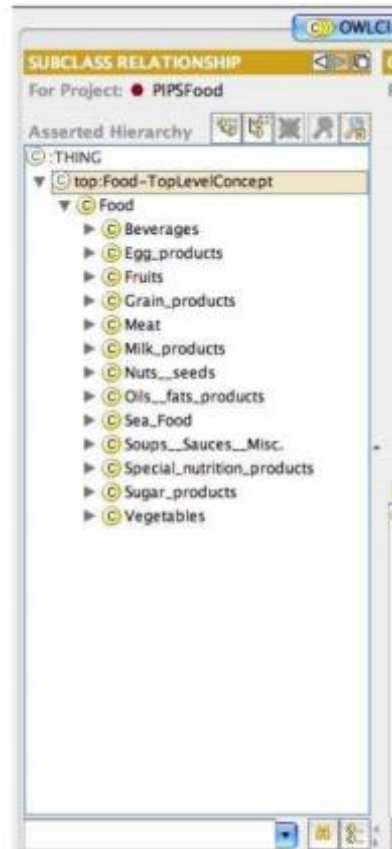 OWLCl
SUBCLASS RELATIONSHIP
For Project: PIPSFood
Asserted Hierarchy
C :THING
C top:Food-TopLevelConcept
C Food
C Beverages
C Egg_products
C Fruits
C Grain_products
C Meat
C Milk_products
C Nuts__seeds
C Oils__fats_products
C Sea_Food
C Soups__Sauces__Misc.
C Special_nutrition_products
C Sugar_products
C Vegetables